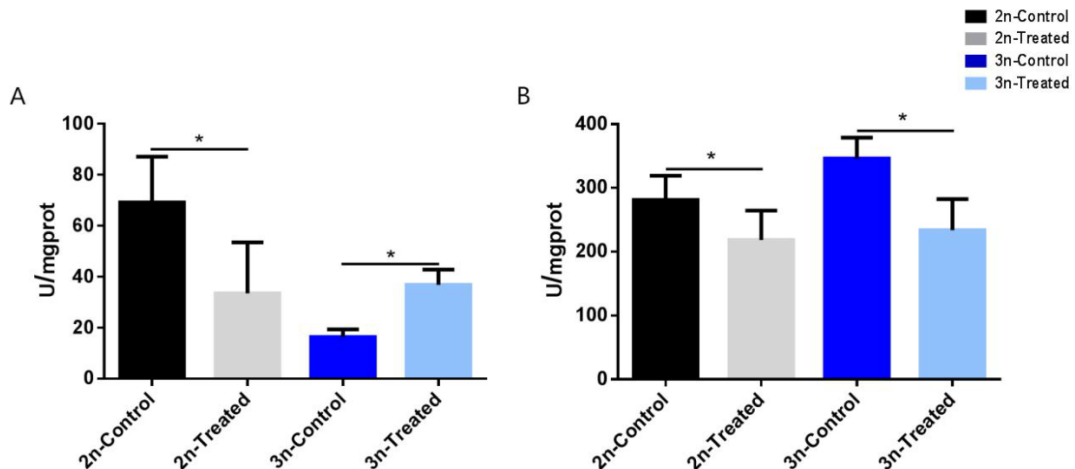 2n-Control
2n-Treated
3n-Control
3n-Treated
A
B
U/mgprot
100
80
60
40
20
0
*
*
2n-Control
2n-Treated
3n-Control
3n-Treated
U/mgprot
400
300
200
100
0
*
*
2n-Control
2n-Treated
3n-Control
3n-Treated